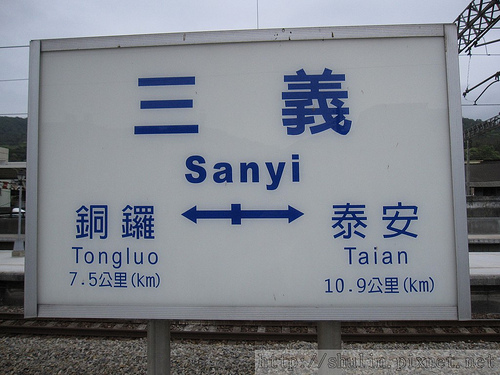 三 義
Sanyi
銅鑼 泰安
Tongluo Taian
7.5公里(km) 10.9公里(km)
http://shulin.pixnet.net